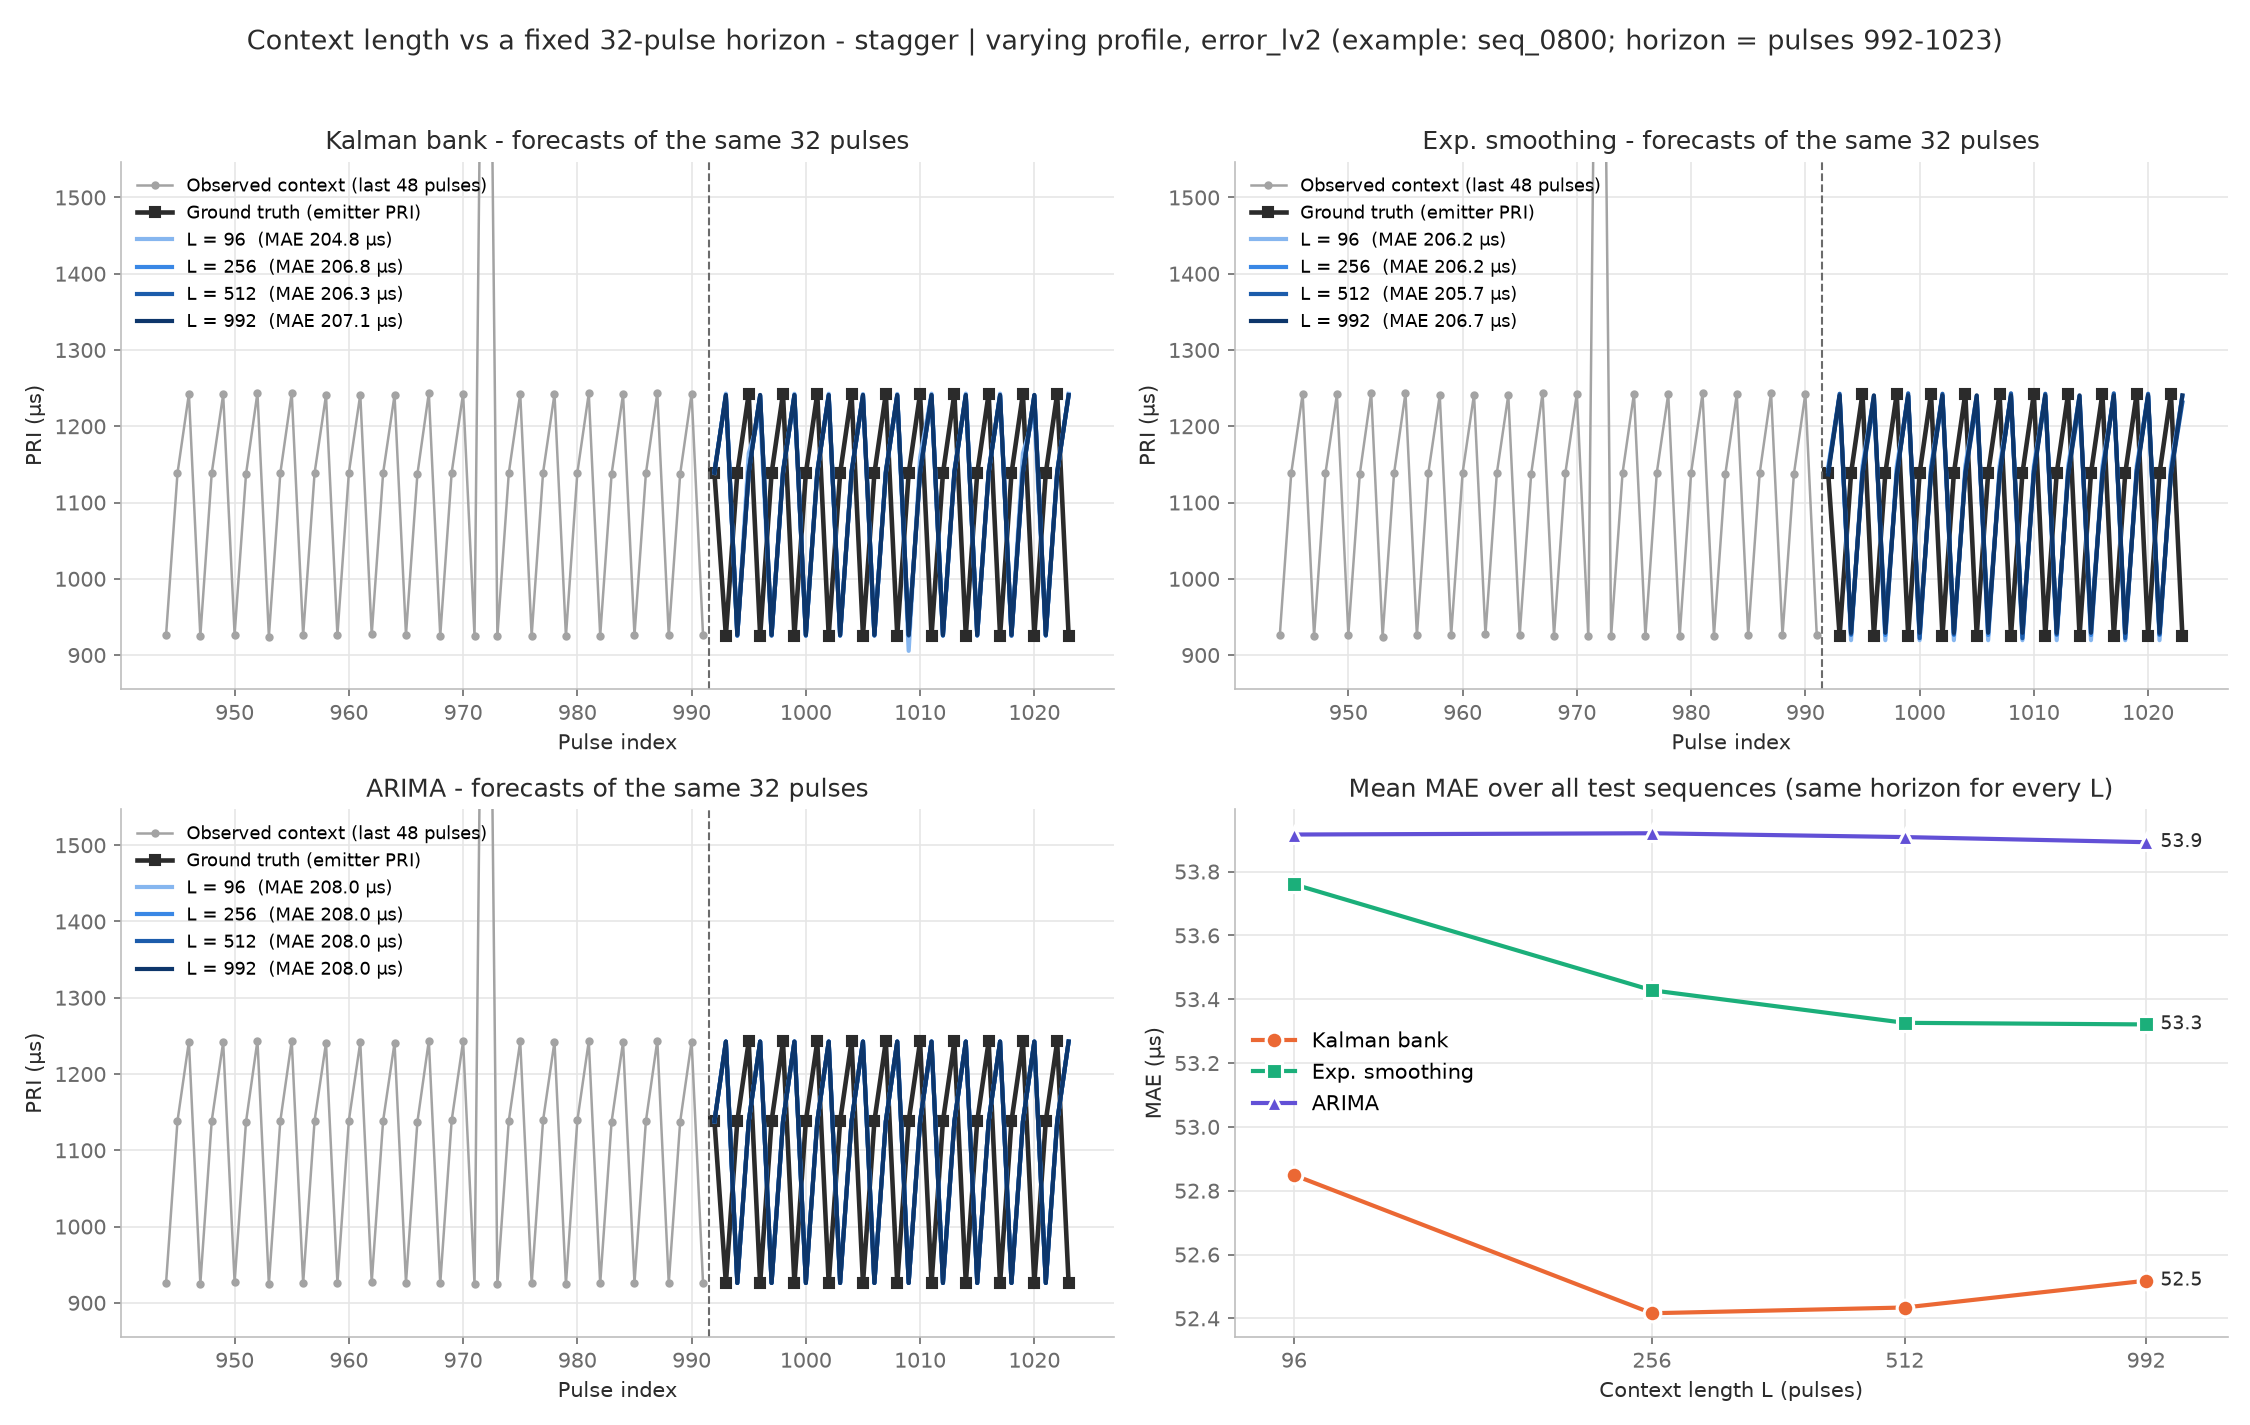 Context length vs a fixed 32-pulse horizon - stagger | varying profile, error_lv2 (example: seq_0800; horizon = pulses 992-1023)
Kalman bank - forecasts of the same 32 pulses
PRI (µs)
1500
1400
1300
1200
1100
1000
900
Observed context (last 48 pulses)
Ground truth (emitter PRI)
L = 96 (MAE 204.8 µs)
L = 256 (MAE 206.8 µs)
L = 512 (MAE 206.3 µs)
L = 992 (MAE 207.1 µs)
950 960 970 980 990 1000 1010 1020
Pulse index
Exp. smoothing - forecasts of the same 32 pulses
PRI (µs)
1500
1400
1300
1200
1100
1000
900
Observed context (last 48 pulses)
Ground truth (emitter PRI)
L = 96 (MAE 206.2 µs)
L = 256 (MAE 206.2 µs)
L = 512 (MAE 205.7 µs)
L = 992 (MAE 206.7 µs)
950 960 970 980 990 1000 1010 1020
Pulse index
ARIMA - forecasts of the same 32 pulses
PRI (µs)
1500
1400
1300
1200
1100
1000
900
Observed context (last 48 pulses)
Ground truth (emitter PRI)
L = 96 (MAE 208.0 µs)
L = 256 (MAE 208.0 µs)
L = 512 (MAE 208.0 µs)
L = 992 (MAE 208.0 µs)
950 960 970 980 990 1000 1010 1020
Pulse index
Mean MAE over all test sequences (same horizon for every L)
MAE (µs)
53.8
53.6
53.4
53.2
53.0
52.8
52.6
52.4
53.9
53.3
52.5
Kalman bank
Exp. smoothing
ARIMA
96 256 512 992
Context length L (pulses)